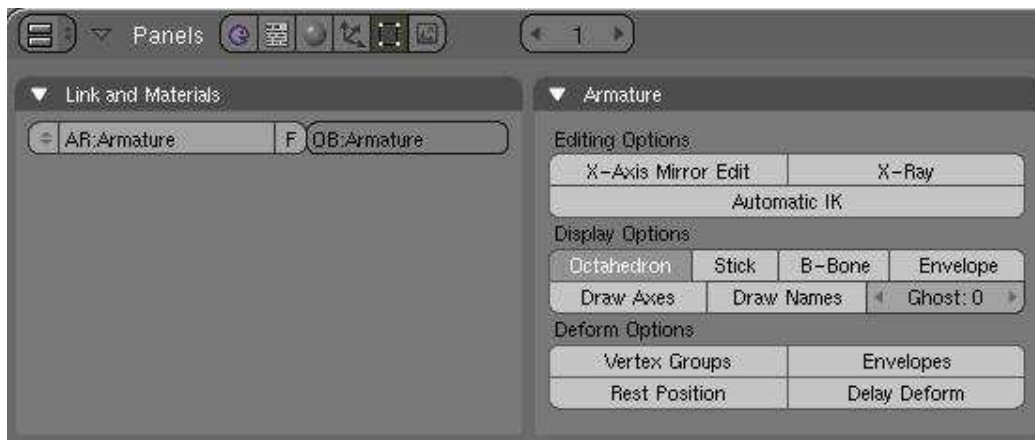 Panels 1
Link and Materials
AR:Armature F OB:Armature
Armature
Editing Options
X-Axis Mirror Edit X-Ray
Automatic IK
Display Options
Octahedron Stick B-Bone Envelope
Draw Axes Draw Names Ghost: 0
Deform Options
Vertex Groups Envelopes
Rest Position Delay Deform